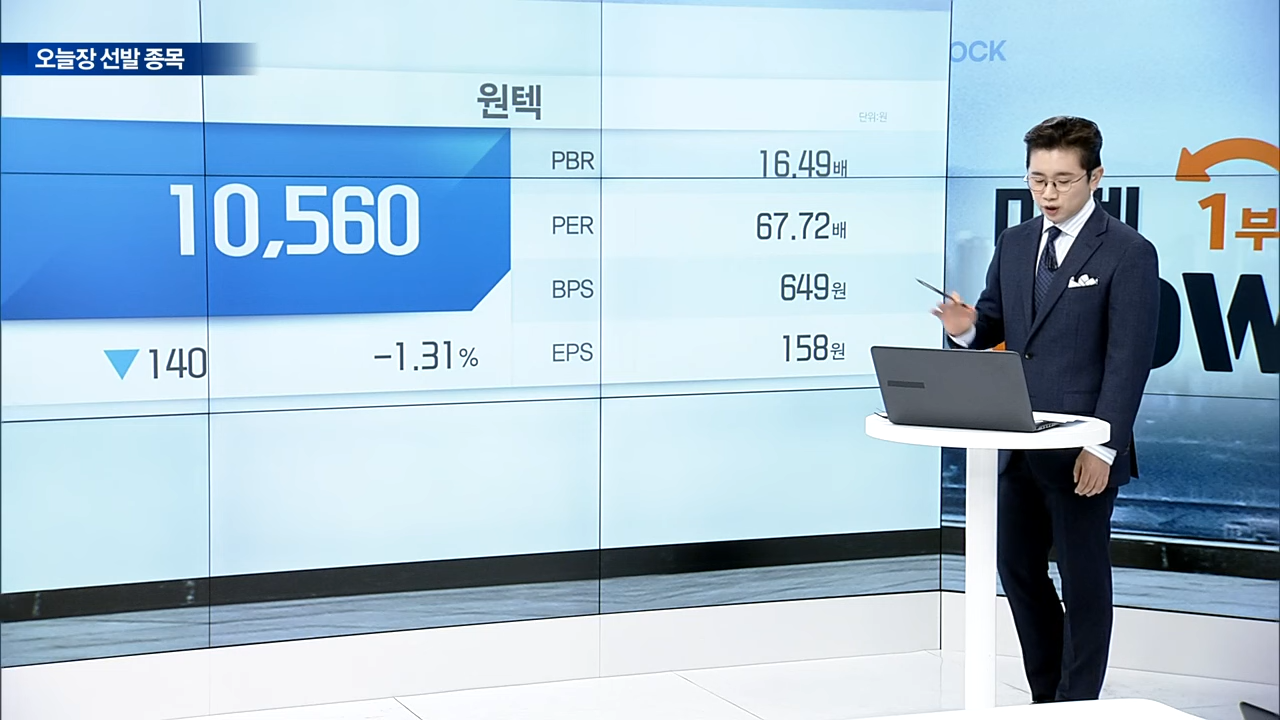 오늘장 선발 종목
OCK
원텍
단위:원
10,560
▼140 -1.31%
PBR 16.49배
PER 67.72배
BPS 649원
EPS 158원
1부